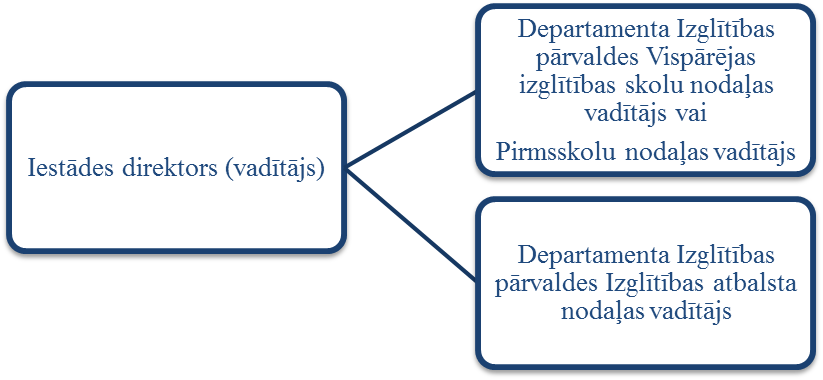 Iestādes direktors (vadītājs)
Departamenta Izglītības
pārvaldes Vispārējas
izglītības skolu nodaļas
vadītājs vai
Pirmsskolu nodaļas vadītājs
Departamenta Izglītības
pārvaldes Izglītības atbalsta
nodaļas vadītājs